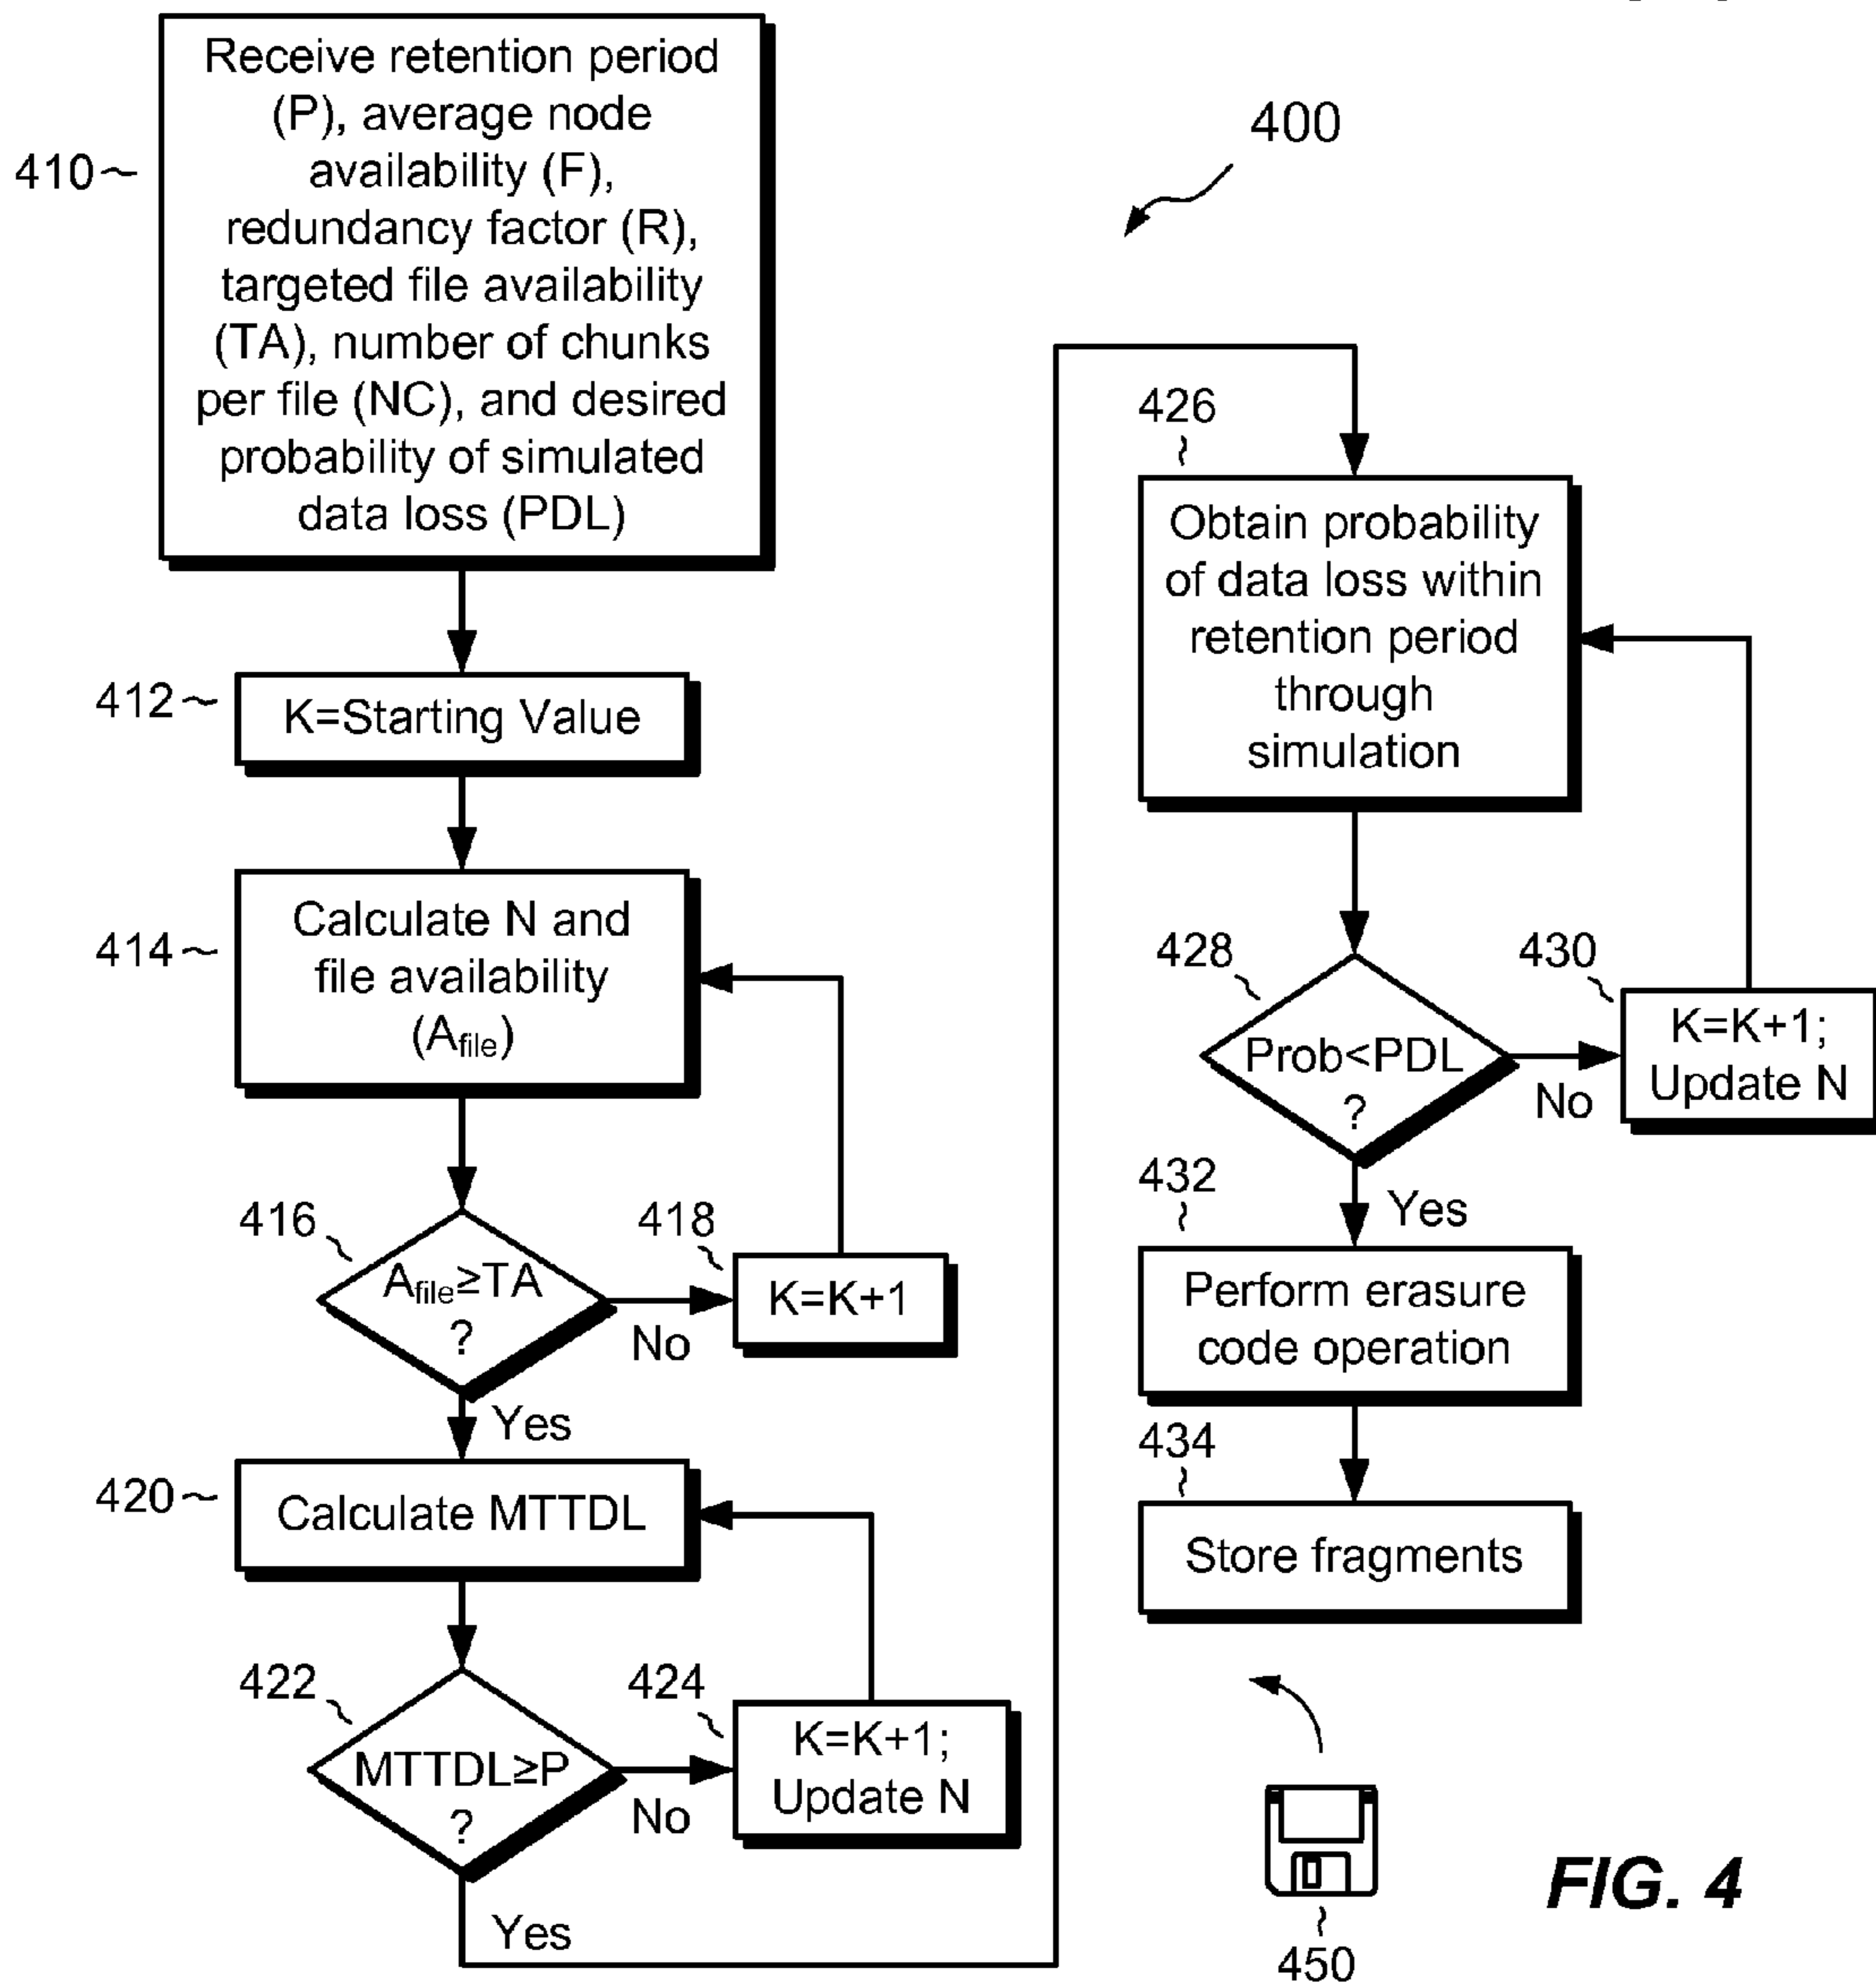 400
410
Receive retention period
(P), average node
availability (F),
redundancy factor (R),
targeted file availability
(TA), number of chunks
per file (NC), and desired
probability of simulated
data loss (PDL)
412
K=Starting Value
414
Calculate N and
file availability
(Afile)
416
Afile≥TA
?
No
418
K=K+1
Yes
420
Calculate MTTDL
422
MTTDL≥P
?
No
424
K=K+1;
Update N
Yes
426
Obtain probability
of data loss within
retention period
through
simulation
428
Prob<PDL
?
No
430
K=K+1;
Update N
Yes
432
Perform erasure
code operation
434
Store fragments
450
FIG. 4